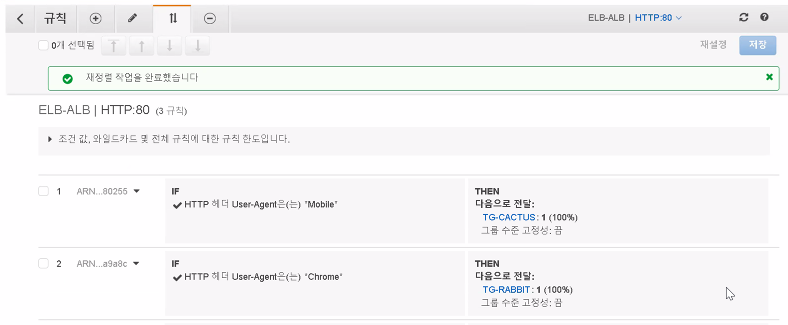 규칙
ELB-ALB | HTTP:80
0개 선택됨
재설정 저장
재정렬 작업을 완료했습니다
ELB-ALB | HTTP:80 (3 규칙)
조건 값, 와일드카드 및 전체 규칙에 대한 규칙 한도입니다.
1 ARN...80255
IF
HTTP 헤더 User-Agent은(는) "Mobile"
THEN
다음으로 전달:
TG-CACTUS: 1 (100%)
그룹 수준 고정성: 끔
2 ARN...a9a8c
IF
HTTP 헤더 User-Agent은(는) "Chrome"
THEN
다음으로 전달:
TG-RABBIT: 1 (100%)
그룹 수준 고정성: 끔